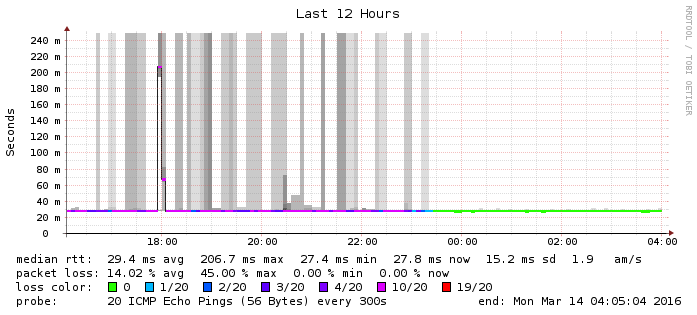 Last 12 Hours
RRDTOOL / TOBI OETIKER
Seconds
240 m
220 m
200 m
180 m
160 m
140 m
120 m
100 m
80 m
60 m
40 m
20 m
0
18:00 20:00 22:00 00:00 02:00 04:00
median rtt: 29.4 ms avg 206.7 ms max 27.4 ms min 27.8 ms now 15.2 ms sd 1.9 am/s
packet loss: 14.02 % avg 45.00 % max 0.00 % min 0.00 % now
loss color: 0 1/20 2/20 3/20 4/20 10/20 19/20
probe: 20 ICMP Echo Pings (56 Bytes) every 300s end: Mon Mar 14 04:05:04 2016